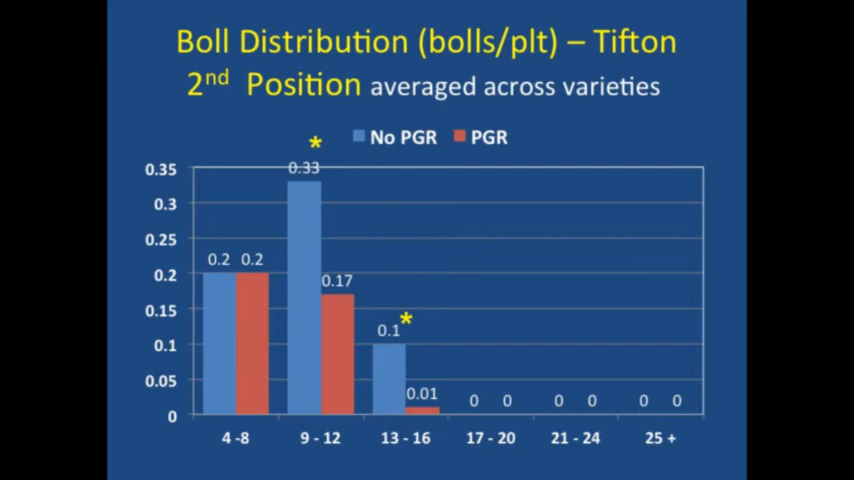 Boll Distribution (bolls/plt) – Tifton
2nd Position averaged across varieties
* No PGR PGR
0.35 0.33
0.3
0.25 0.2 0.2
0.2 0.17
0.15 0.1 *
0.1
0.05 0.01
0 0 0 0 0 0 0
4 -8 9 - 12 13 - 16 17 - 20 21 - 24 25 +